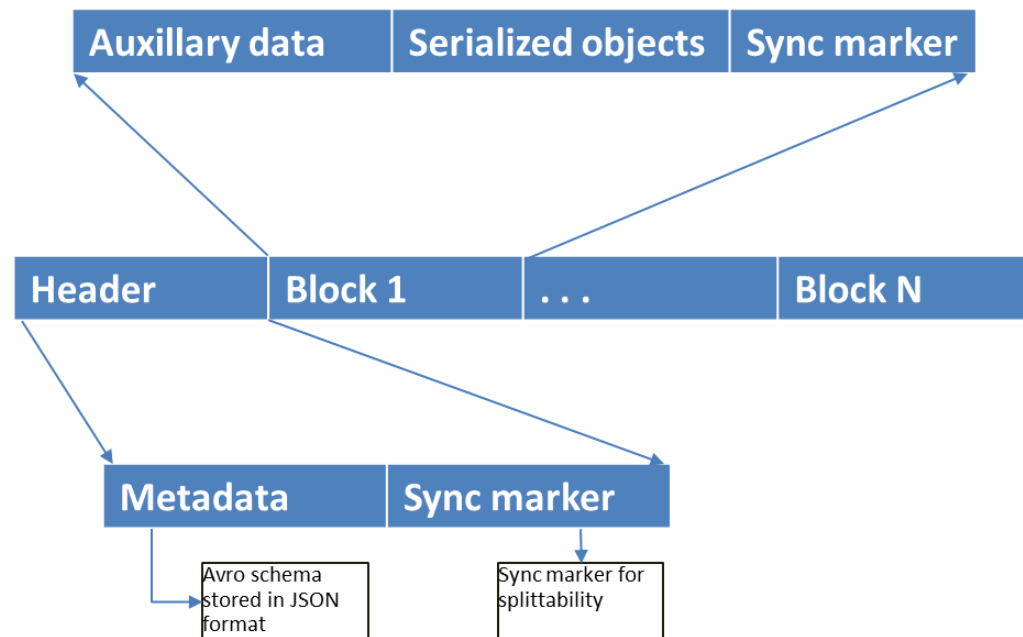 Auxillary data Serialized objects Sync marker
Header Block 1 . . . Block N
Metadata Sync marker
Avro schema
stored in JSON
format
Sync marker for
splittability